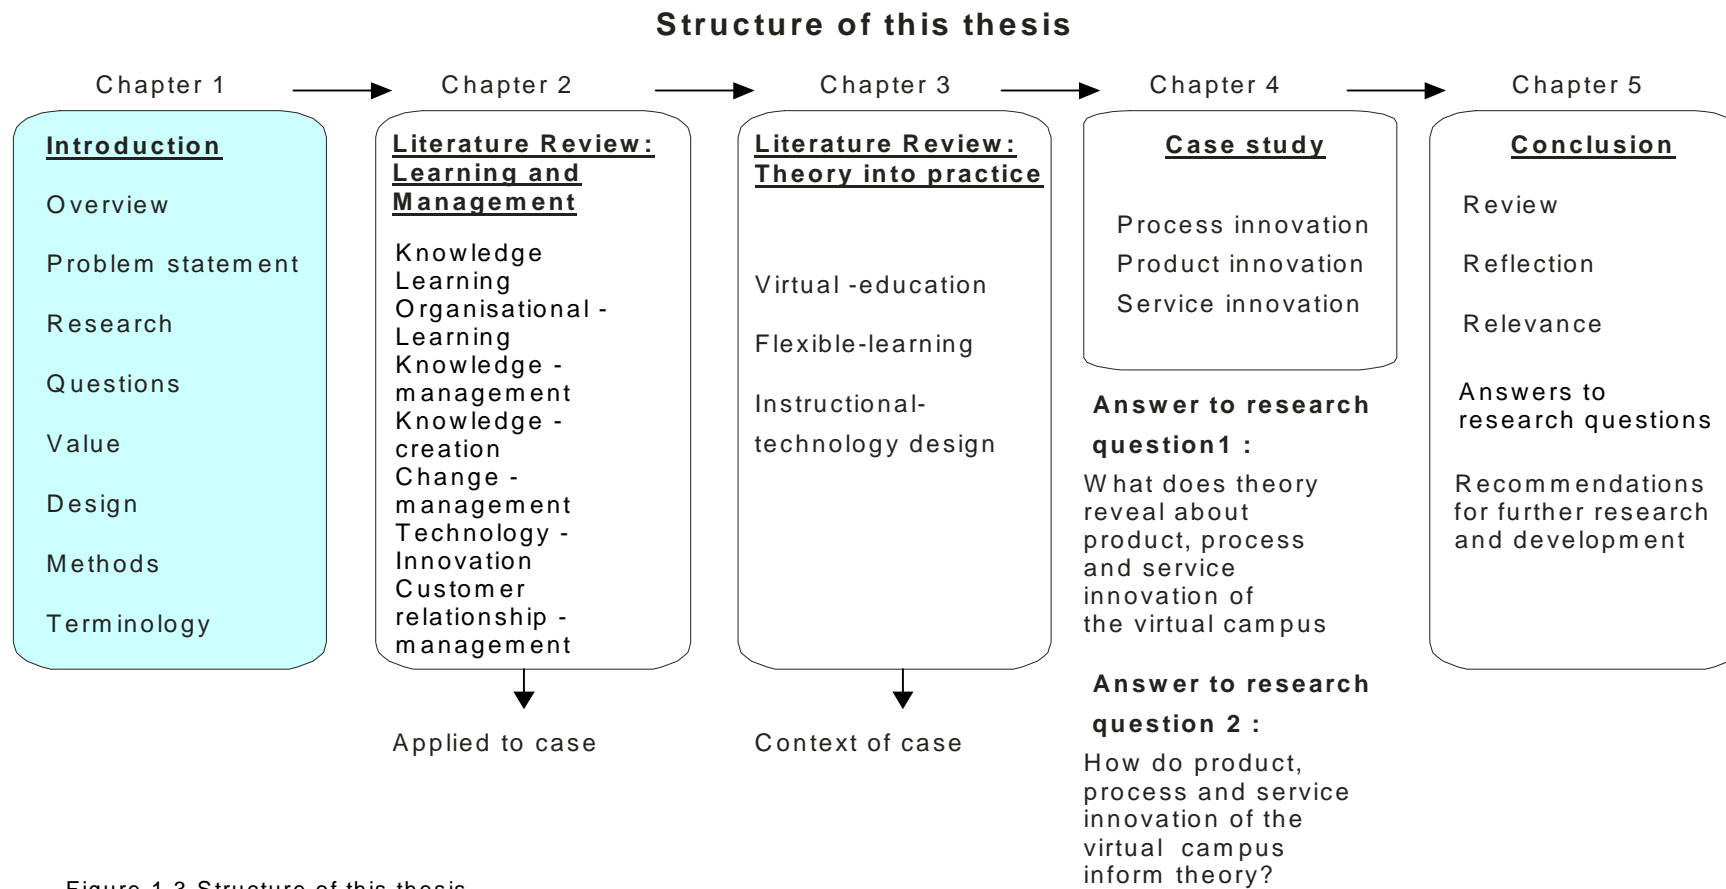 Structure of this thesis
Chapter 1
Chapter 2
Chapter 3
Chapter 4
Chapter 5
Introduction
Overview
Problem statement
Research
Questions
Value
Design
Methods
Terminology
Literature Review:
Learning and
Management
Knowledge
Learning
Organisational -
Learning
Knowledge -
management
Knowledge -
creation
Change -
management
Technology -
Innovation
Customer
relationship -
management
Applied to case
Literature Review:
Theory into practice
Virtual -education
Flexible-learning
Instructional-
technology design
Context of case
Case study
Process innovation
Product innovation
Service innovation
Answer to research
question1 :
What does theory
reveal about
product, process
and service
innovation of
the virtual campus
Answer to research
question 2 :
How do product,
process and service
innovation of the
virtual campus
inform theory?
Conclusion
Review
Reflection
Relevance
Answers to
research questions
Recommendations
for further research
and development
Figure 1.3 Structure of this thesis